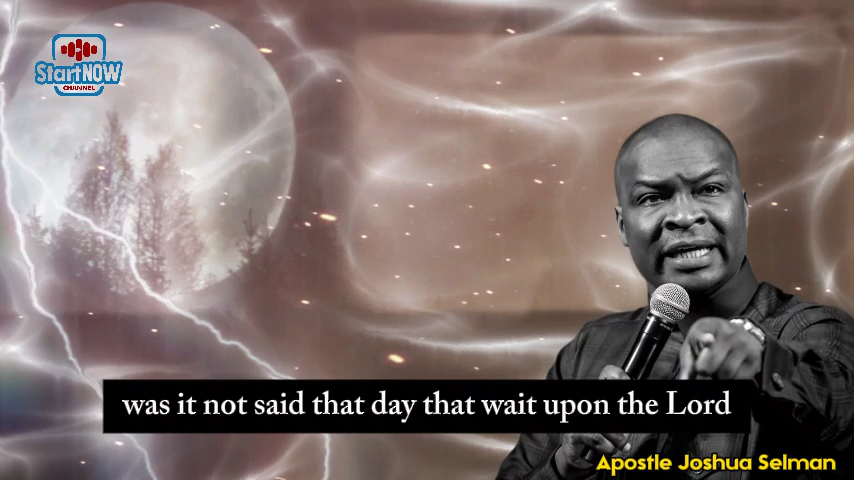 StartNOW
CHANNEL
was it not said that day that wait upon the Lord
Apostle Joshua Selman